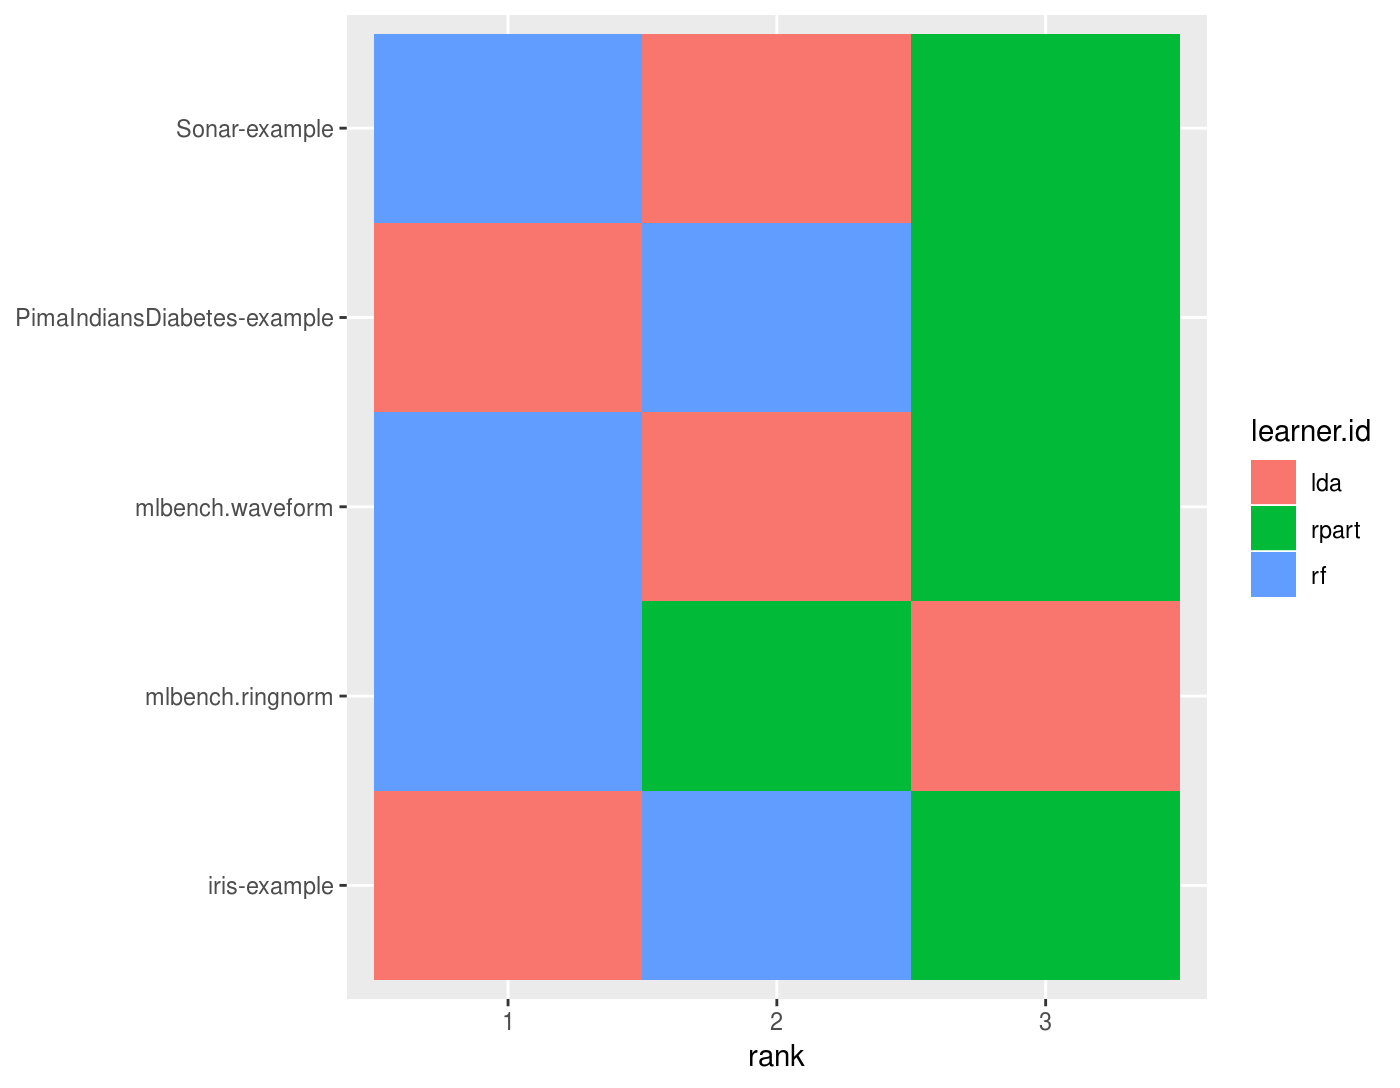 Sonar-example
PimaIndiansDiabetes-example
mlbench.waveform
mlbench.ringnorm
iris-example
1 2 3
rank
learner.id
lda
rpart
rf